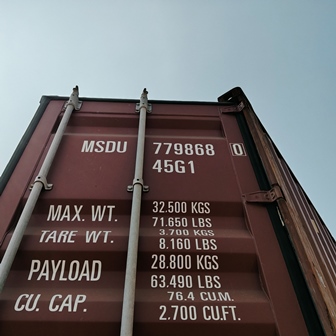 MSDU 779868 0
45G1
MAX. WT. 32.500 KGS
71.650 LBS
TARE WT. 3.700 KGS
8.160 LBS
PAYLOAD 28.800 KGS
63.490 LBS
CU. CAP. 76.4 CU.M.
2.700 CU.FT.